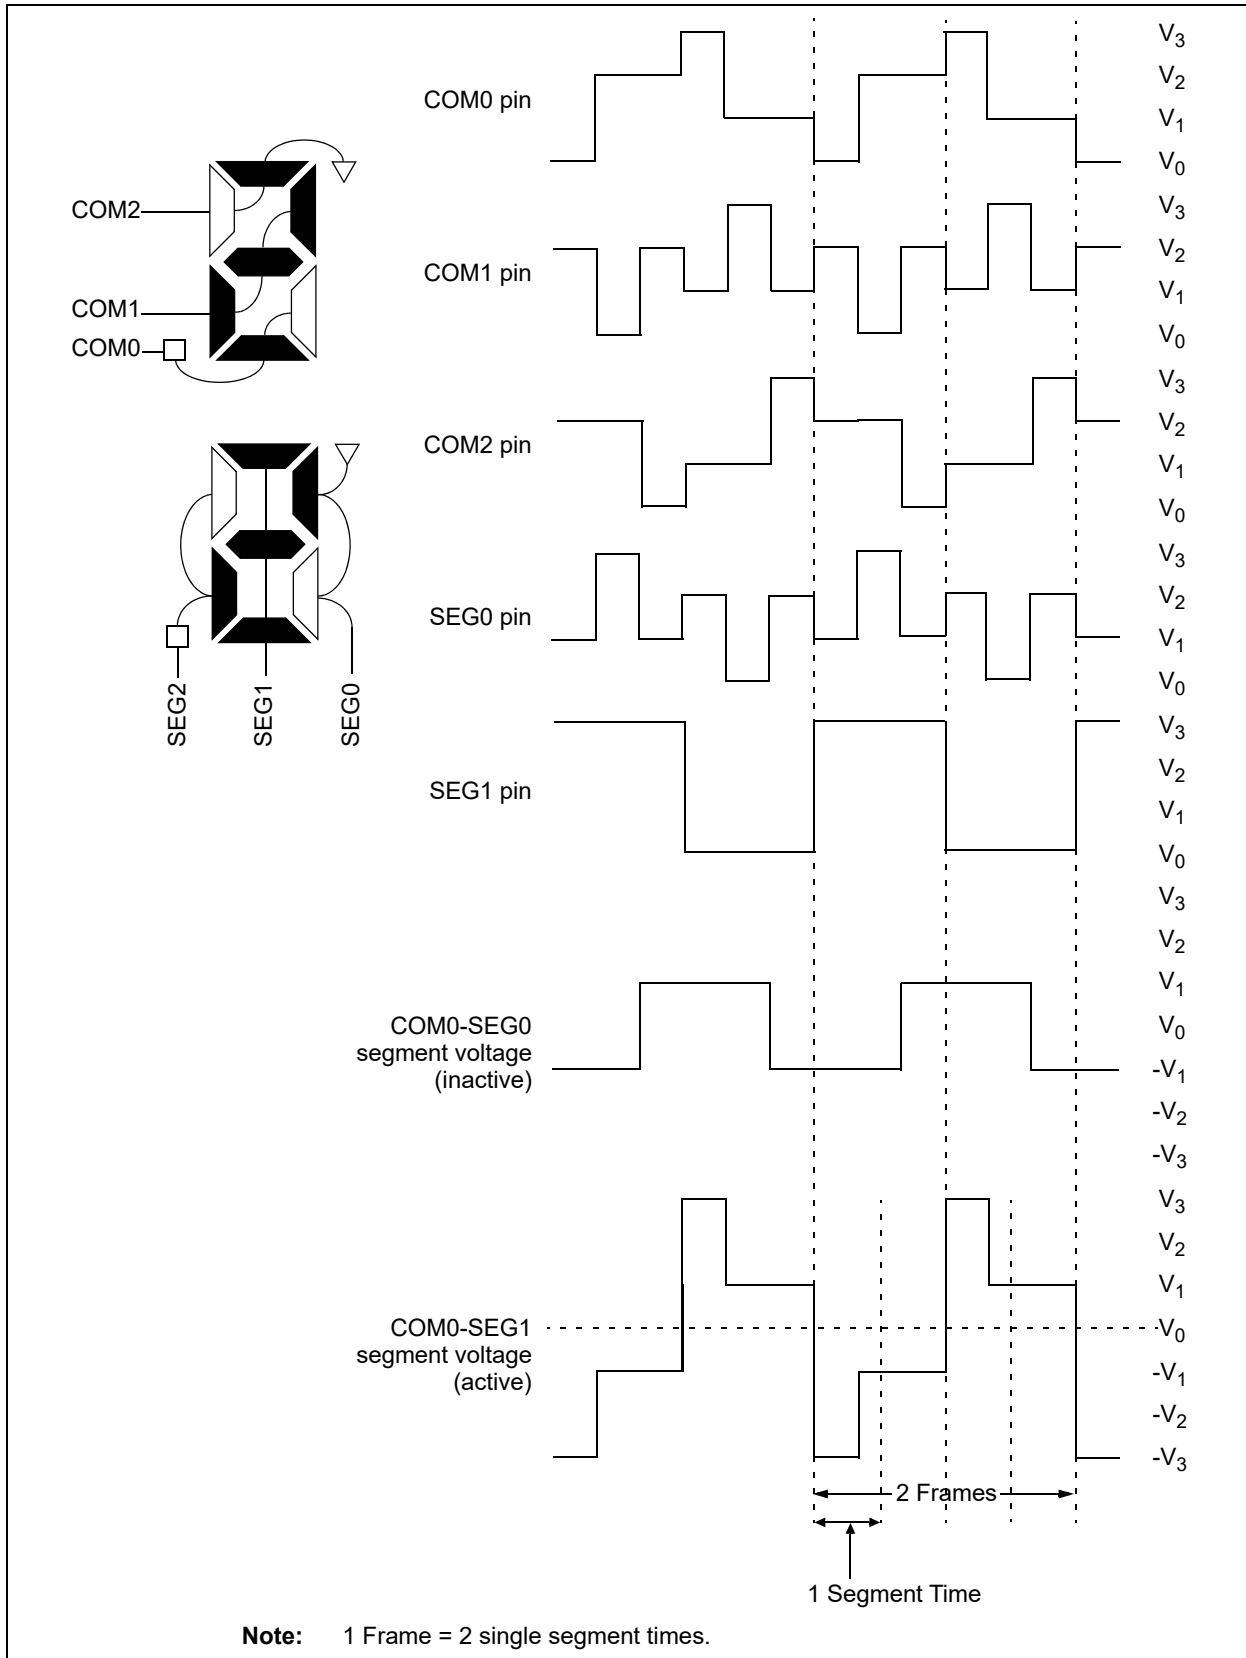 COM0 pin
V3
V2
V1
V0
COM2
COM1
COM0
COM1 pin
V3
V2
V1
V0
COM2 pin
V3
V2
V1
V0
SEG0 pin
V3
V2
V1
V0
SEG2
SEG1
SEG0
SEG1 pin
V3
V2
V1
V0
COM0-SEG0
segment voltage
(inactive)
V3
V2
V1
V0
-V1
-V2
-V3
COM0-SEG1
segment voltage
(active)
V3
V2
V1
V0
-V1
-V2
-V3
2 Frames
1 Segment Time
Note: 1 Frame = 2 single segment times.